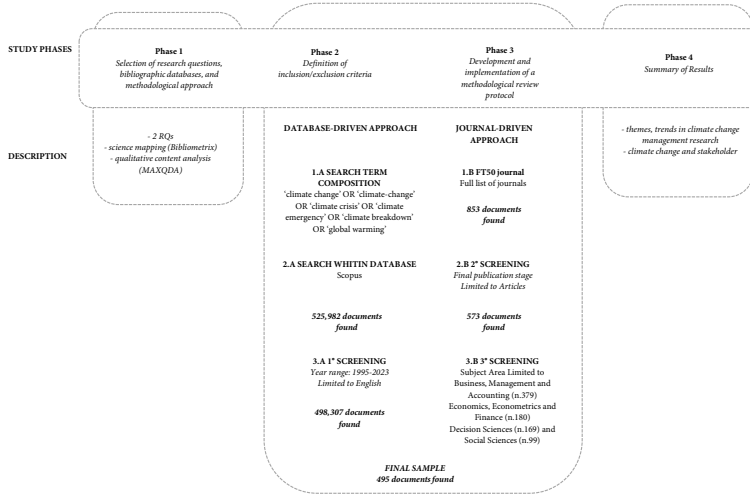 STUDY PHASES
Phase 1
Selection of research questions,
bibliographic databases, and
methodological approach
Phase 2
Definition of
inclusion/exclusion criteria
Phase 3
Development and
implementation of a
methodological review
protocol
Phase 4
Summary of Results
DESCRIPTION
- 2 RQs
- science mapping (Bibliometrix)
- qualitative content analysis
(MAXQDA)
DATABASE-DRIVEN APPROACH
1.A SEARCH TERM
COMPOSITION
'climate change' OR 'climate-change'
OR 'climate crisis' OR 'climate
emergency' OR 'climate breakdown'
OR 'global warming'
2.A SEARCH WHITIN DATABASE
Scopus
525,982 documents
found
3.A 1° SCREENING
Year range: 1995-2023
Limited to English
498,307 documents
found
JOURNAL-DRIVEN
APPROACH
1.B FT50 journal
Full list of journals
853 documents
found
2.B 2° SCREENING
Final publication stage
Limited to Articles
573 documents
found
3.B 3° SCREENING
Subject Area Limited to
Business, Management and
Accounting (n.379)
Economics, Econometrics and
Finance (n.180)
Decision Sciences (n.169) and
Social Sciences (n.99)
FINAL SAMPLE
495 documents found
- themes, trends in climate change
management research
- climate change and stakeholder